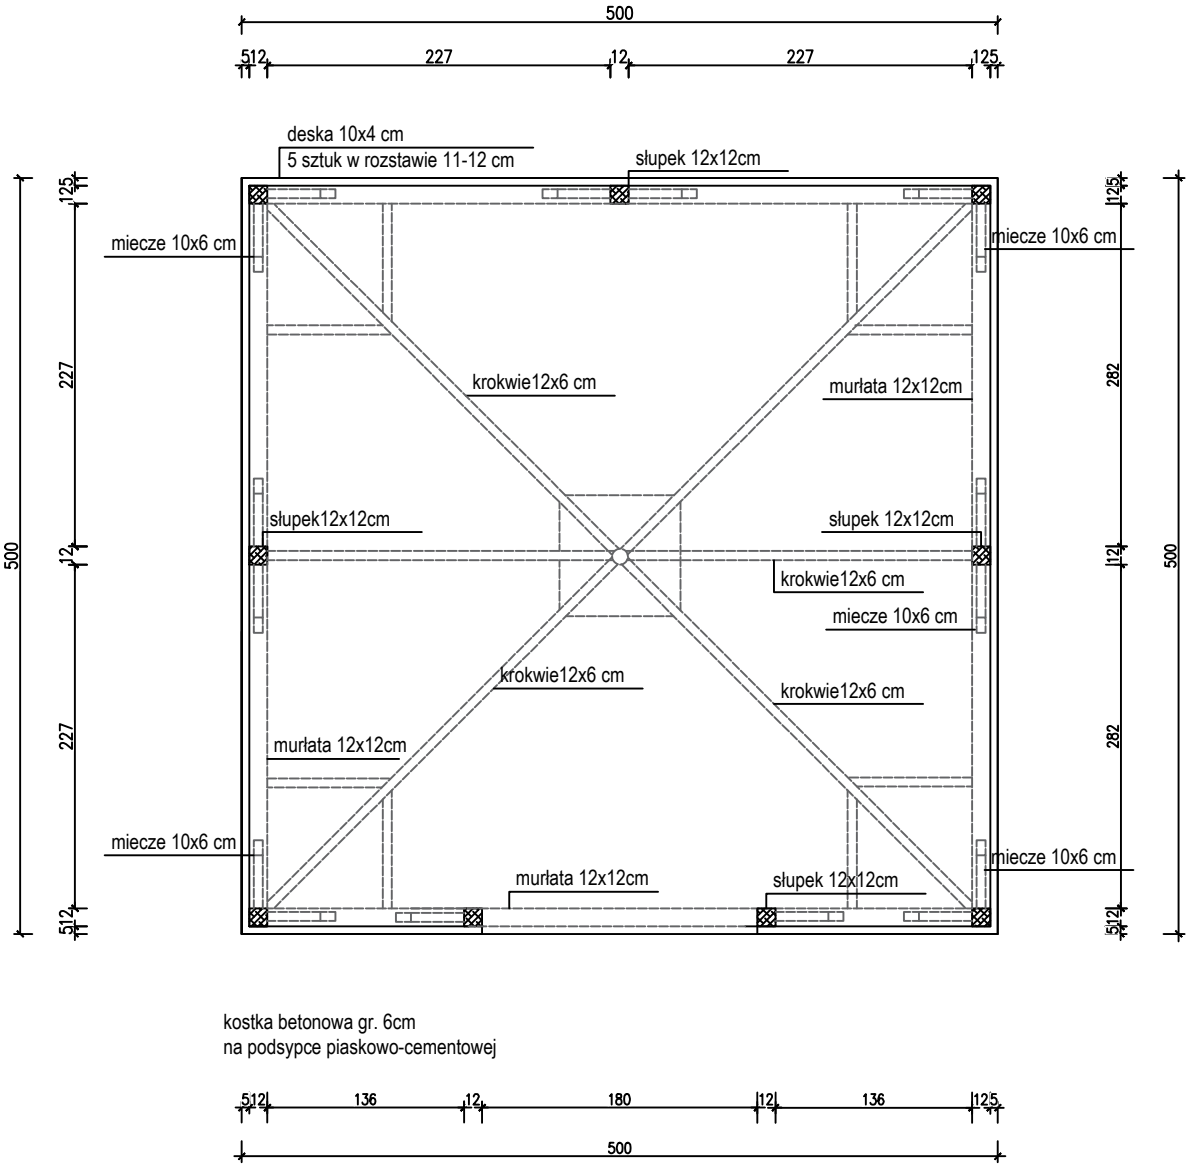 500
5 12 227 12 227 12 5
deska 10x4 cm
5 sztuk w rozstawie 11-12 cm
słupek 12x12cm
12 5
12 5
miecze 10x6 cm
miecze 10x6 cm
227
krokwie12x6 cm
murłata 12x12cm
282
słupek12x12cm
słupek 12x12cm
500
12
12
500
krokwie12x6 cm
miecze 10x6 cm
krokwie12x6 cm
krokwie12x6 cm
227
murłata 12x12cm
282
miecze 10x6 cm
miecze 10x6 cm
murłata 12x12cm
słupek 12x12cm
5 12
5 12
kostka betonowa gr. 6cm
na podsypce piaskowo-cementowej
5 12 136 12 180 12 136 12 5
500